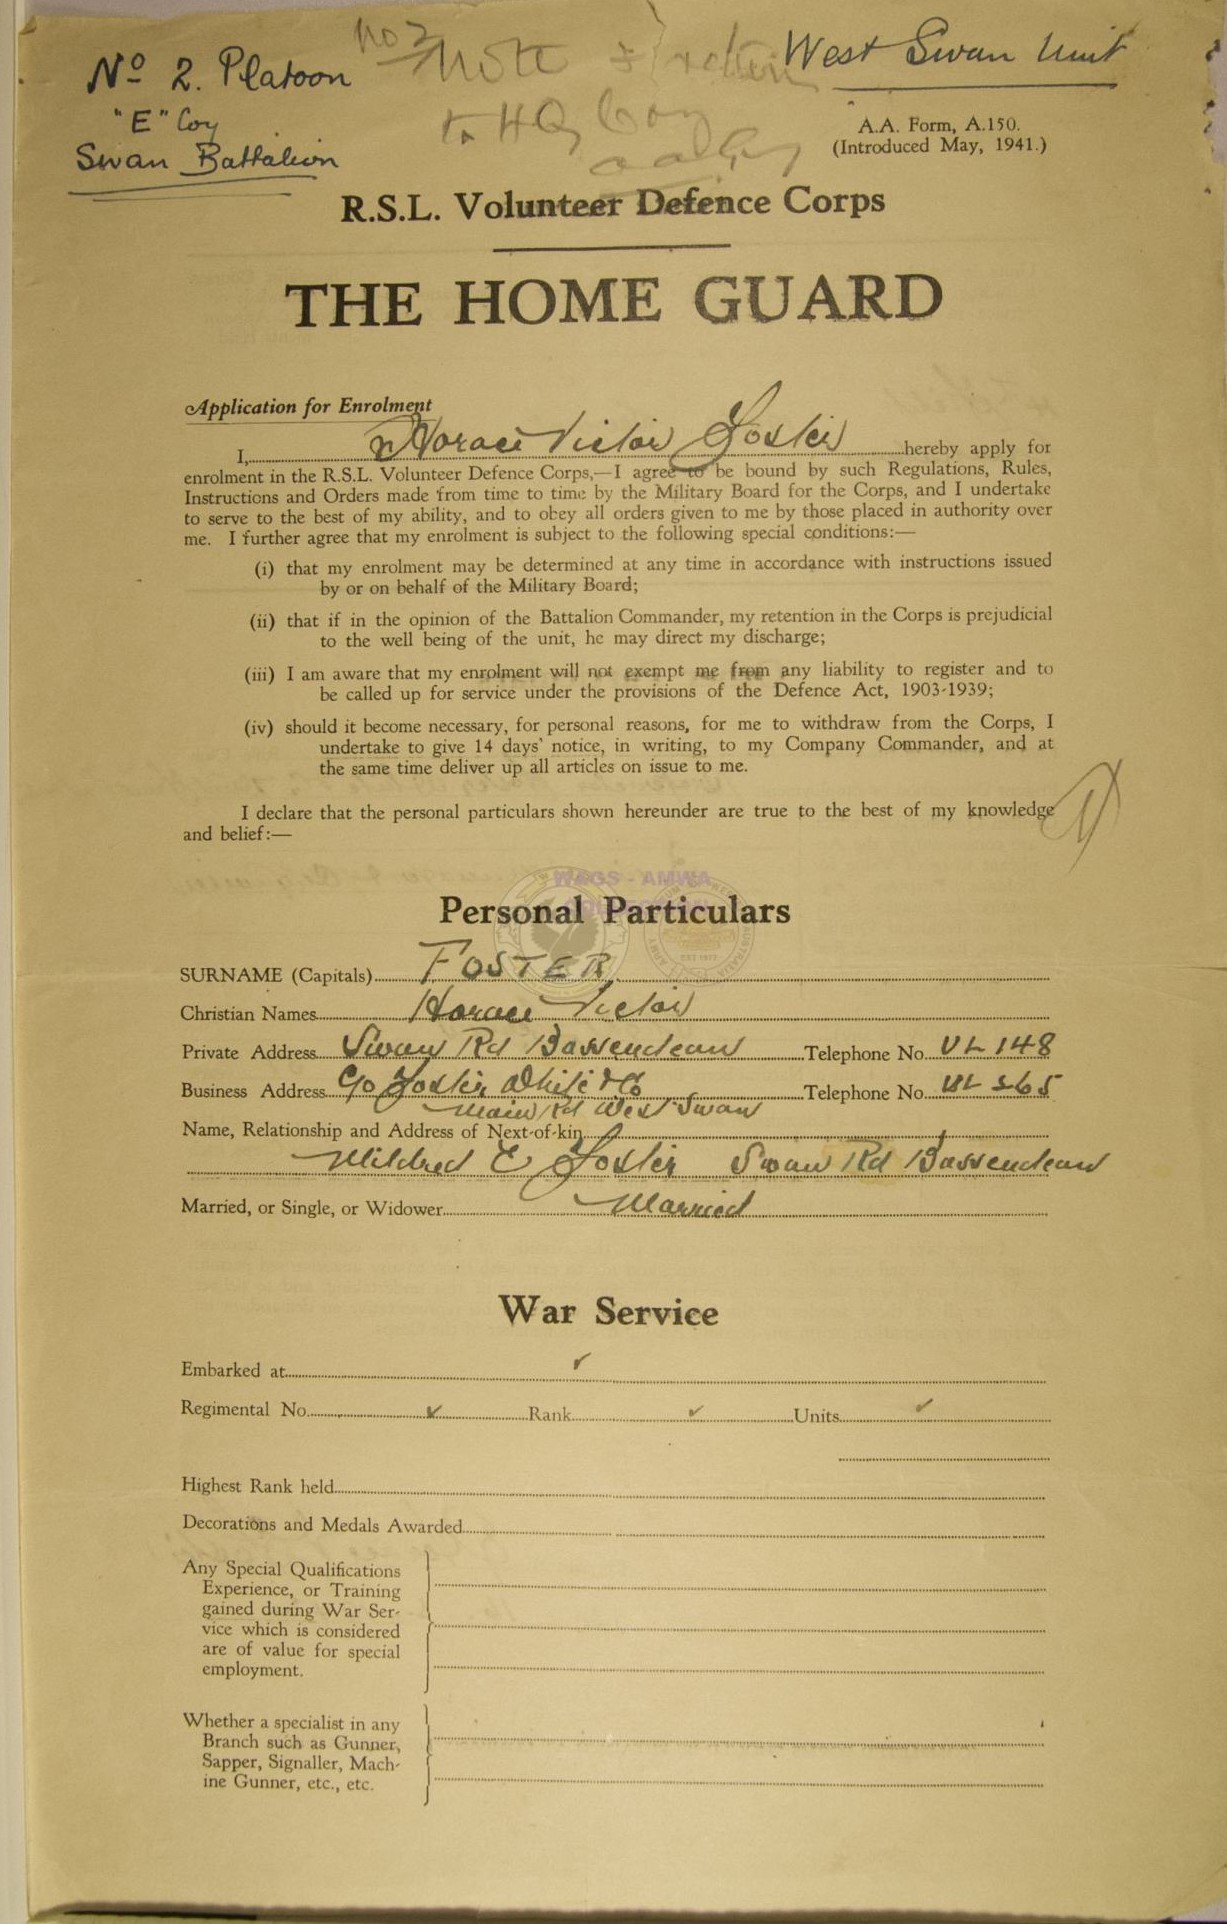 No 2. Platoon
"E" Coy
Swan Battalion
No 2
Note
to HQ Coy
West Swan Unit
A.A. Form, A.150.
(Introduced May, 1941.)
R.S.L. Volunteer Defence Corps
THE HOME GUARD
Application for Enrolment
I, Horace Victor Foster hereby apply for
enrolment in the R.S.L. Volunteer Defence Corps,—I agree to be bound by such Regulations, Rules,
Instructions and Orders made from time to time by the Military Board for the Corps, and I undertake
to serve to the best of my ability, and to obey all orders given to me by those placed in authority over
me. I further agree that my enrolment is subject to the following special conditions:—
(i) that my enrolment may be determined at any time in accordance with instructions issued
by or on behalf of the Military Board;
(ii) that if in the opinion of the Battalion Commander, my retention in the Corps is prejudicial
to the well being of the unit, he may direct my discharge;
(iii) I am aware that my enrolment will not exempt me from any liability to register and to
be called up for service under the provisions of the Defence Act, 1903-1939;
(iv) should it become necessary, for personal reasons, for me to withdraw from the Corps, I
undertake to give 14 days' notice, in writing, to my Company Commander, and at
the same time deliver up all articles on issue to me.
I declare that the personal particulars shown hereunder are true to the best of my knowledge
and belief:—
WAGS - AMWA
Personal Particulars
SURNAME (Capitals) FOSTER
Christian Names Horace Victor
Private Address Swan Rd Bassendean Telephone No. UL 148
Business Address C/o Foster White & Co Telephone No. UL 365
Main Rd West Swan
Name, Relationship and Address of Next-of-kin
Mildred E Foster Swan Rd Bassendean
Married, or Single, or Widower Married
War Service
Embarked at ✓
Regimental No. ✓ Rank ✓ Units ✓
Highest Rank held
Decorations and Medals Awarded
Any Special Qualifications
Experience, or Training
gained during War Ser-
vice which is considered
are of value for special
employment.
Whether a specialist in any
Branch such as Gunner,
Sapper, Signaller, Mach-
ine Gunner, etc., etc.